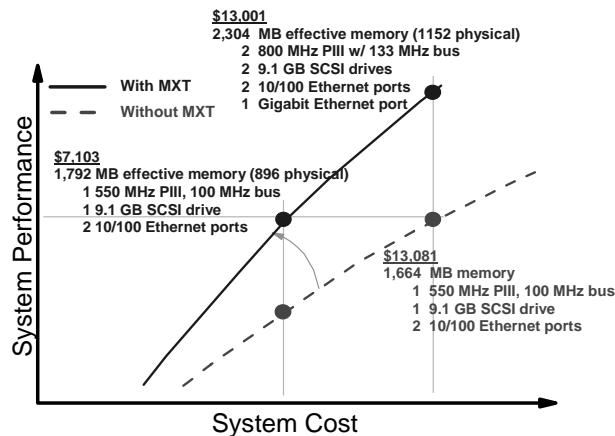 $13,001
2,304 MB effective memory (1152 physical)
2 800 MHz PIII w/ 133 MHz bus
2 9.1 GB SCSI drives
2 10/100 Ethernet ports
1 Gigabit Ethernet port
With MXT
Without MXT
$7,103
1,792 MB effective memory (896 physical)
1 550 MHz PIII, 100 MHz bus
1 9.1 GB SCSI drive
2 10/100 Ethernet ports
$13,081
1,664 MB memory
1 550 MHz PIII, 100 MHz bus
1 9.1 GB SCSI drive
2 10/100 Ethernet ports
System Performance
System Cost